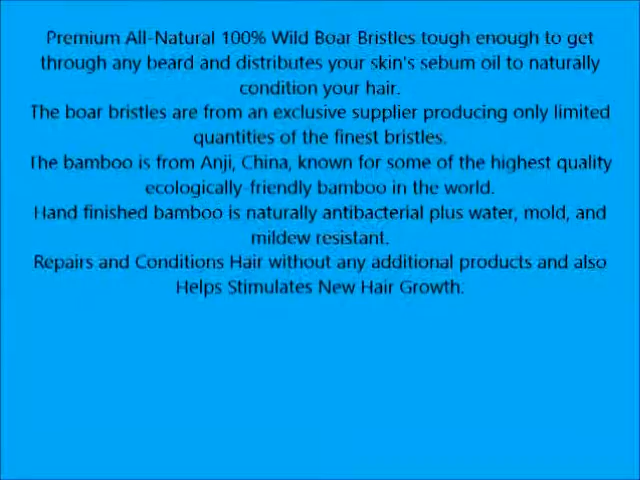 Premium All-Natural 100% Wild Boar Bristles tough enough to get
through any beard and distributes your skin's sebum oil to naturally
condition your hair.
The boar bristles are from an exclusive supplier producing only limited
quantities of the finest bristles.
The bamboo is from Anji, China, known for some of the highest quality
ecologically-friendly bamboo in the world.
Hand finished bamboo is naturally antibacterial plus water, mold, and
mildew resistant.
Repairs and Conditions Hair without any additional products and also
Helps Stimulates New Hair Growth.